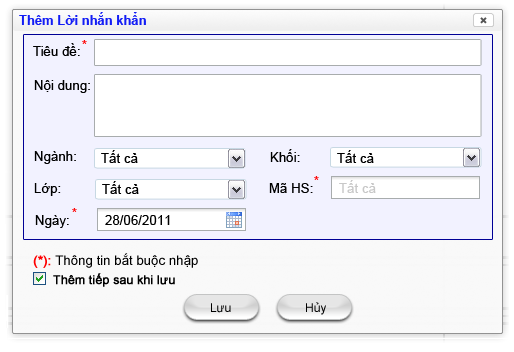 Thêm Lời nhắn khẩn
Tiêu đề:*
Nội dung:
Ngành: Tất cả Khối: Tất cả
Lớp: Tất cả Mã HS:* Tất cả
Ngày:* 28/06/2011
(*): Thông tin bắt buộc nhập
Thêm tiếp sau khi lưu
Lưu Hủy